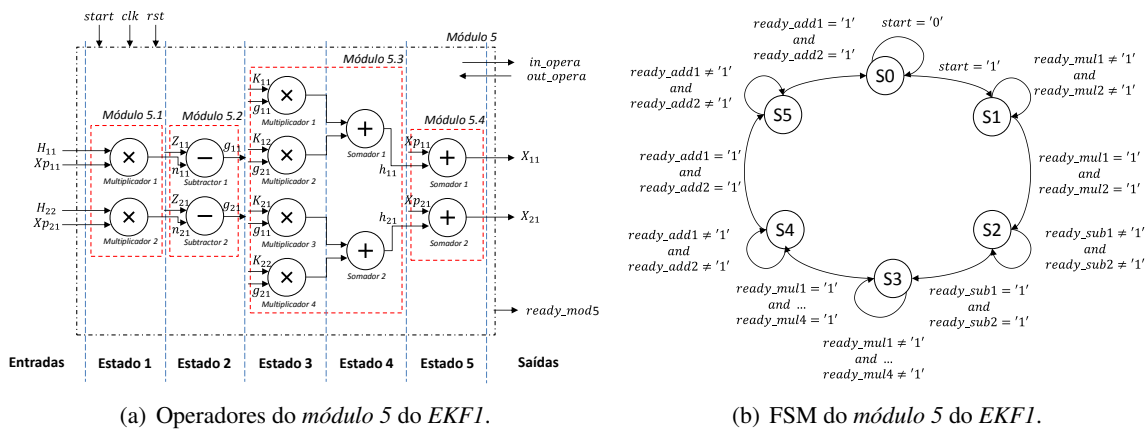 start clk rst
Módulo 5
in_opera
out_opera
Módulo 5.3
Módulo 5.1
Módulo 5.2
Módulo 5.4
H11
Xp11
×
Multiplicador 1
H22
Xp21
×
Multiplicador 2
Z11
n11
−
g11
Subtractor 1
Z21
n21
−
g21
Subtractor 2
K11
g11
×
Multiplicador 1
K12
g21
×
Multiplicador 2
K21
g11
×
Multiplicador 3
K22
g21
×
Multiplicador 4
+
Somador 1
h11
h21
+
Somador 2
Xp11
+
Somador 1
X11
Xp21
+
Somador 2
X21
ready_mod5
Entradas Estado 1 Estado 2 Estado 3 Estado 4 Estado 5 Saídas
(a) Operadores do módulo 5 do EKF1.
ready_add1 = '1'
and
ready_add2 = '1'
start = '0'
S0
start = '1'
ready_mul1 ≠ '1'
and
ready_mul2 ≠ '1'
S1
ready_mul1 = '1'
and
ready_mul2 = '1'
S2
ready_sub1 ≠ '1'
and
ready_sub2 ≠ '1'
ready_sub1 = '1'
and
ready_sub2 = '1'
S3
ready_mul1 ≠ '1'
and ...
ready_mul4 ≠ '1'
ready_mul1 = '1'
and ...
ready_mul4 = '1'
S4
ready_add1 ≠ '1'
and
ready_add2 ≠ '1'
ready_add1 = '1'
and
ready_add2 = '1'
S5
ready_add1 ≠ '1'
and
ready_add2 ≠ '1'
(b) FSM do módulo 5 do EKF1.